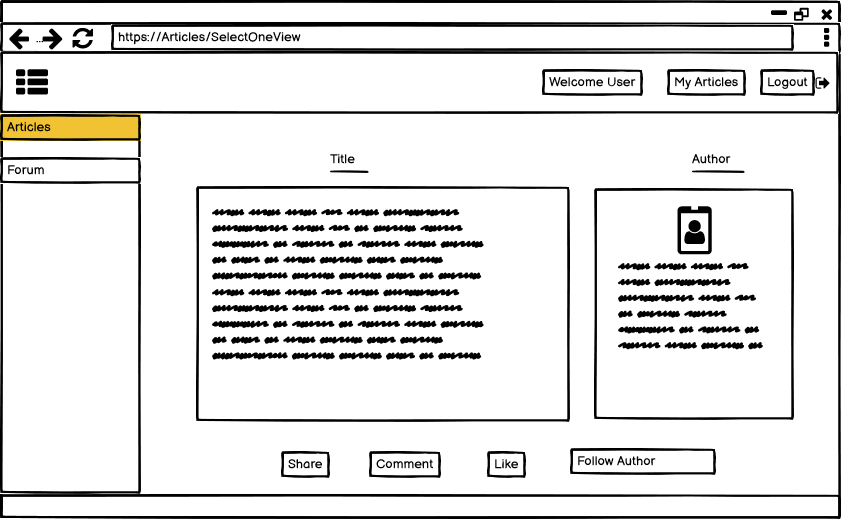 https://Articles/SelectOneView
Welcome User
My Articles
Logout
Articles
Forum
Title
Author
Share
Comment
Like
Follow Author